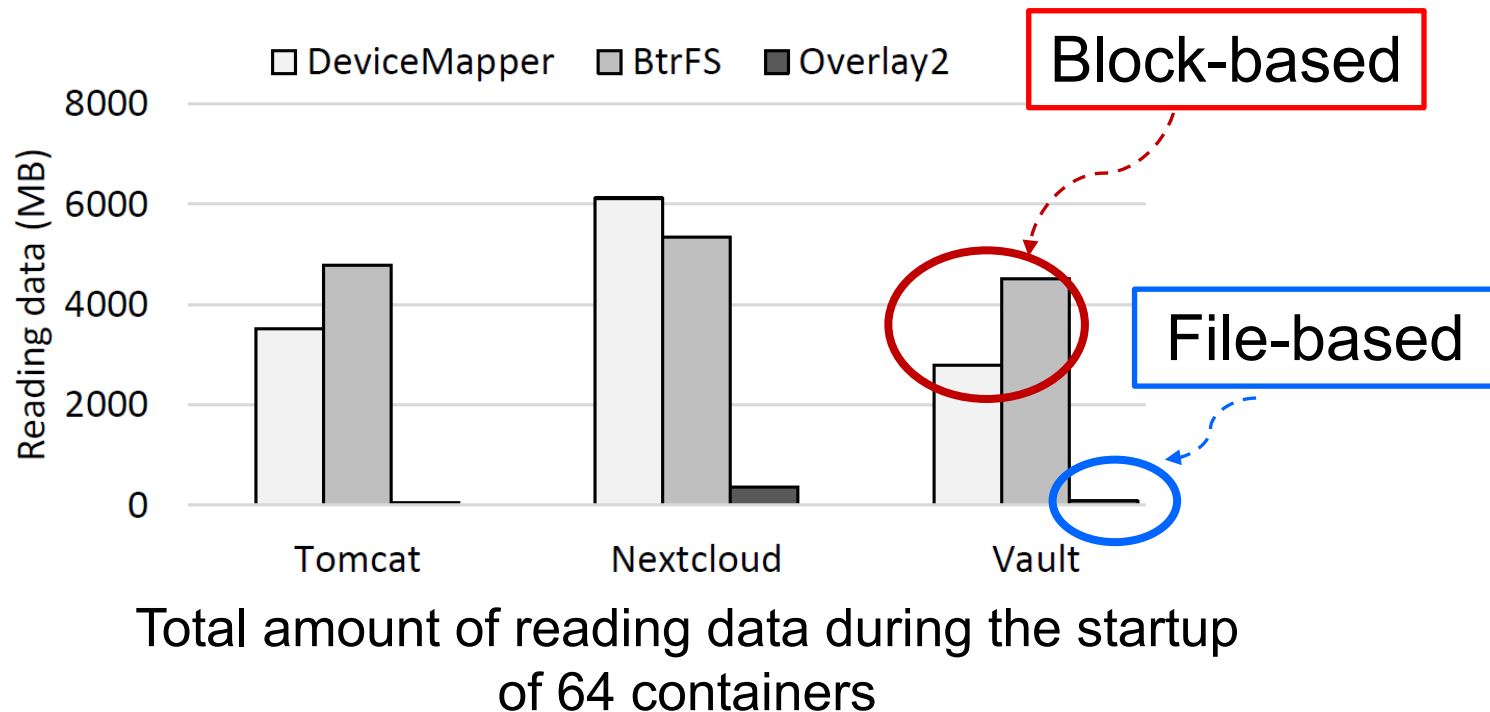 Block-based
DeviceMapper BtrFS Overlay2
8000
6000
4000
2000
0
Reading data (MB)
File-based
Tomcat Nextcloud Vault
Total amount of reading data during the startup
of 64 containers